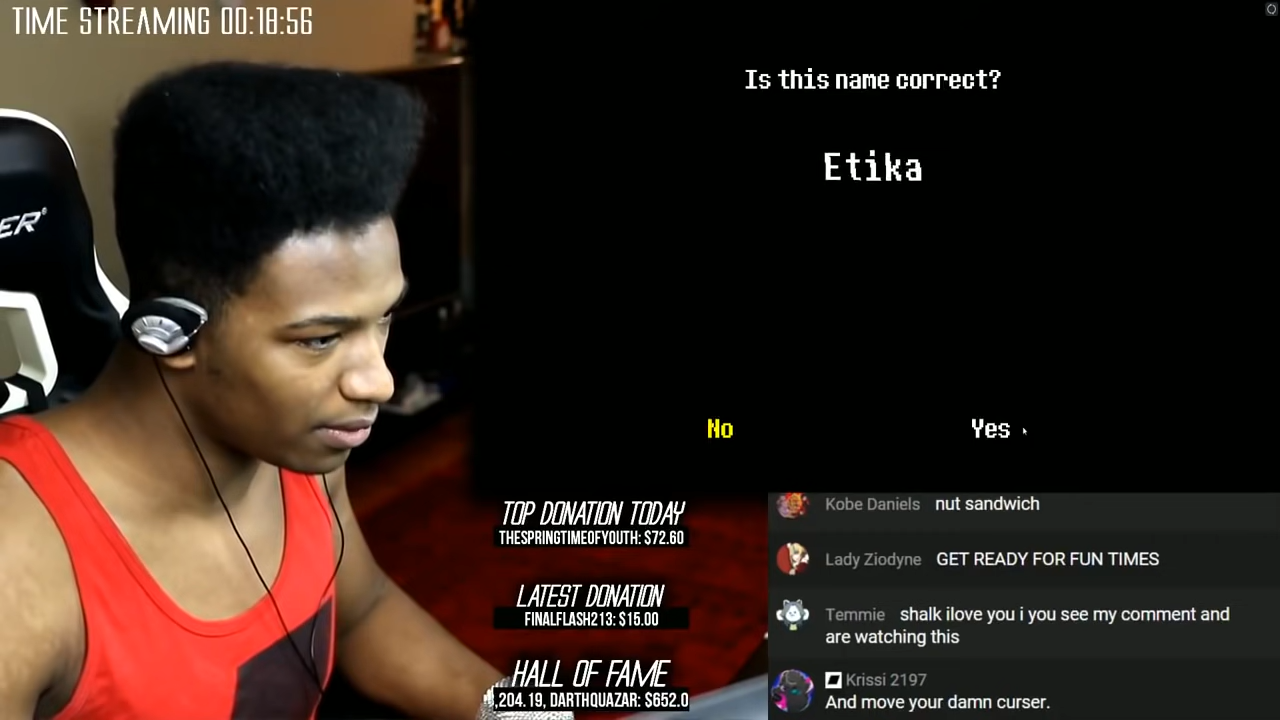 TIME STREAMING 00:18:56
Is this name correct?
Etika
ER®
No
Yes
TOP DONATION TODAY
THESPRINGTIMEOFYOUTH: $72.60
LATEST DONATION
FINALFLASH213: $15.00
HALL OF FAME
,204.19, DARTHQUAZAR: $652.0
Kobe Daniels nut sandwich
Lady Ziodyne GET READY FOR FUN TIMES
Temmie shalk ilove you i you see my comment and
are watching this
Krissi 2197
And move your damn curser.